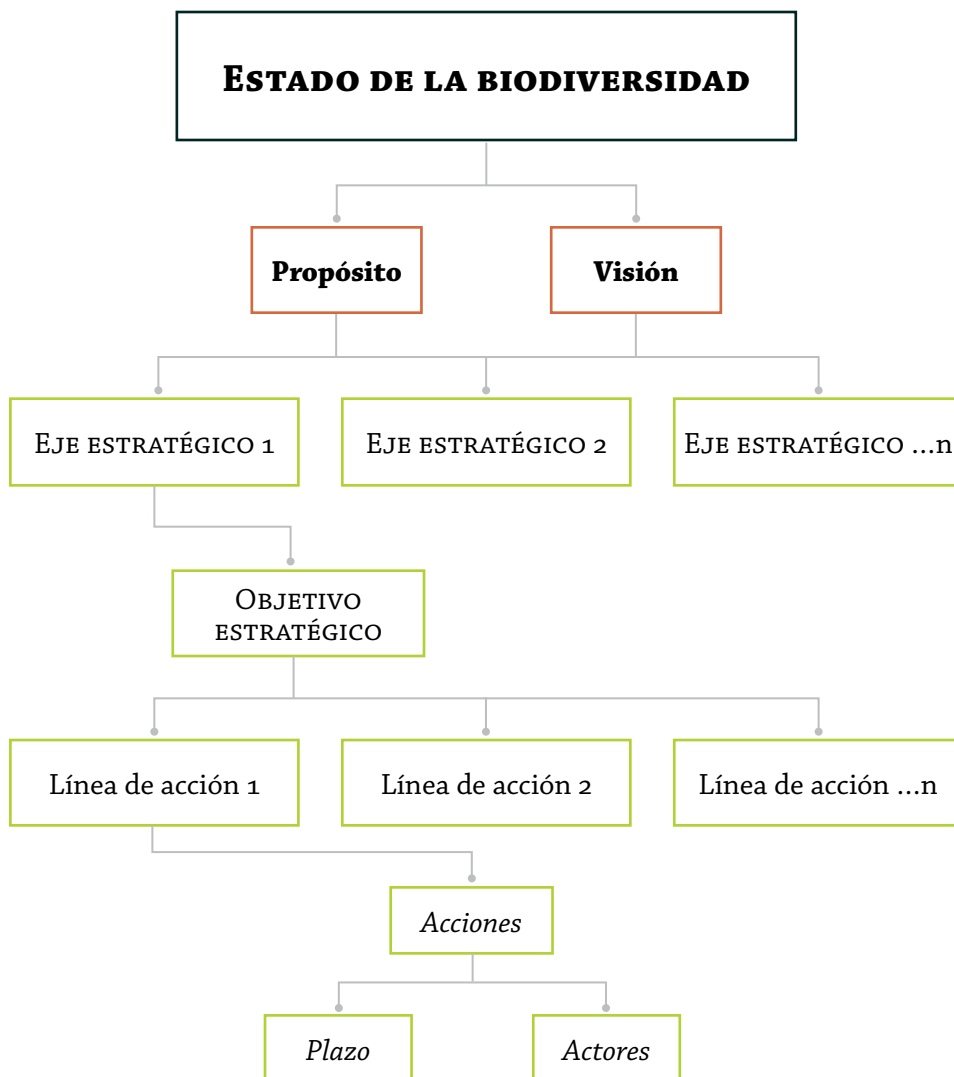 Estado de la biodiversidad
Propósito
Visión
Eje estratégico 1
Eje estratégico 2
Eje estratégico ...n
Objetivo
estratégico
Línea de acción 1
Línea de acción 2
Línea de acción ...n
Acciones
Plazo
Actores